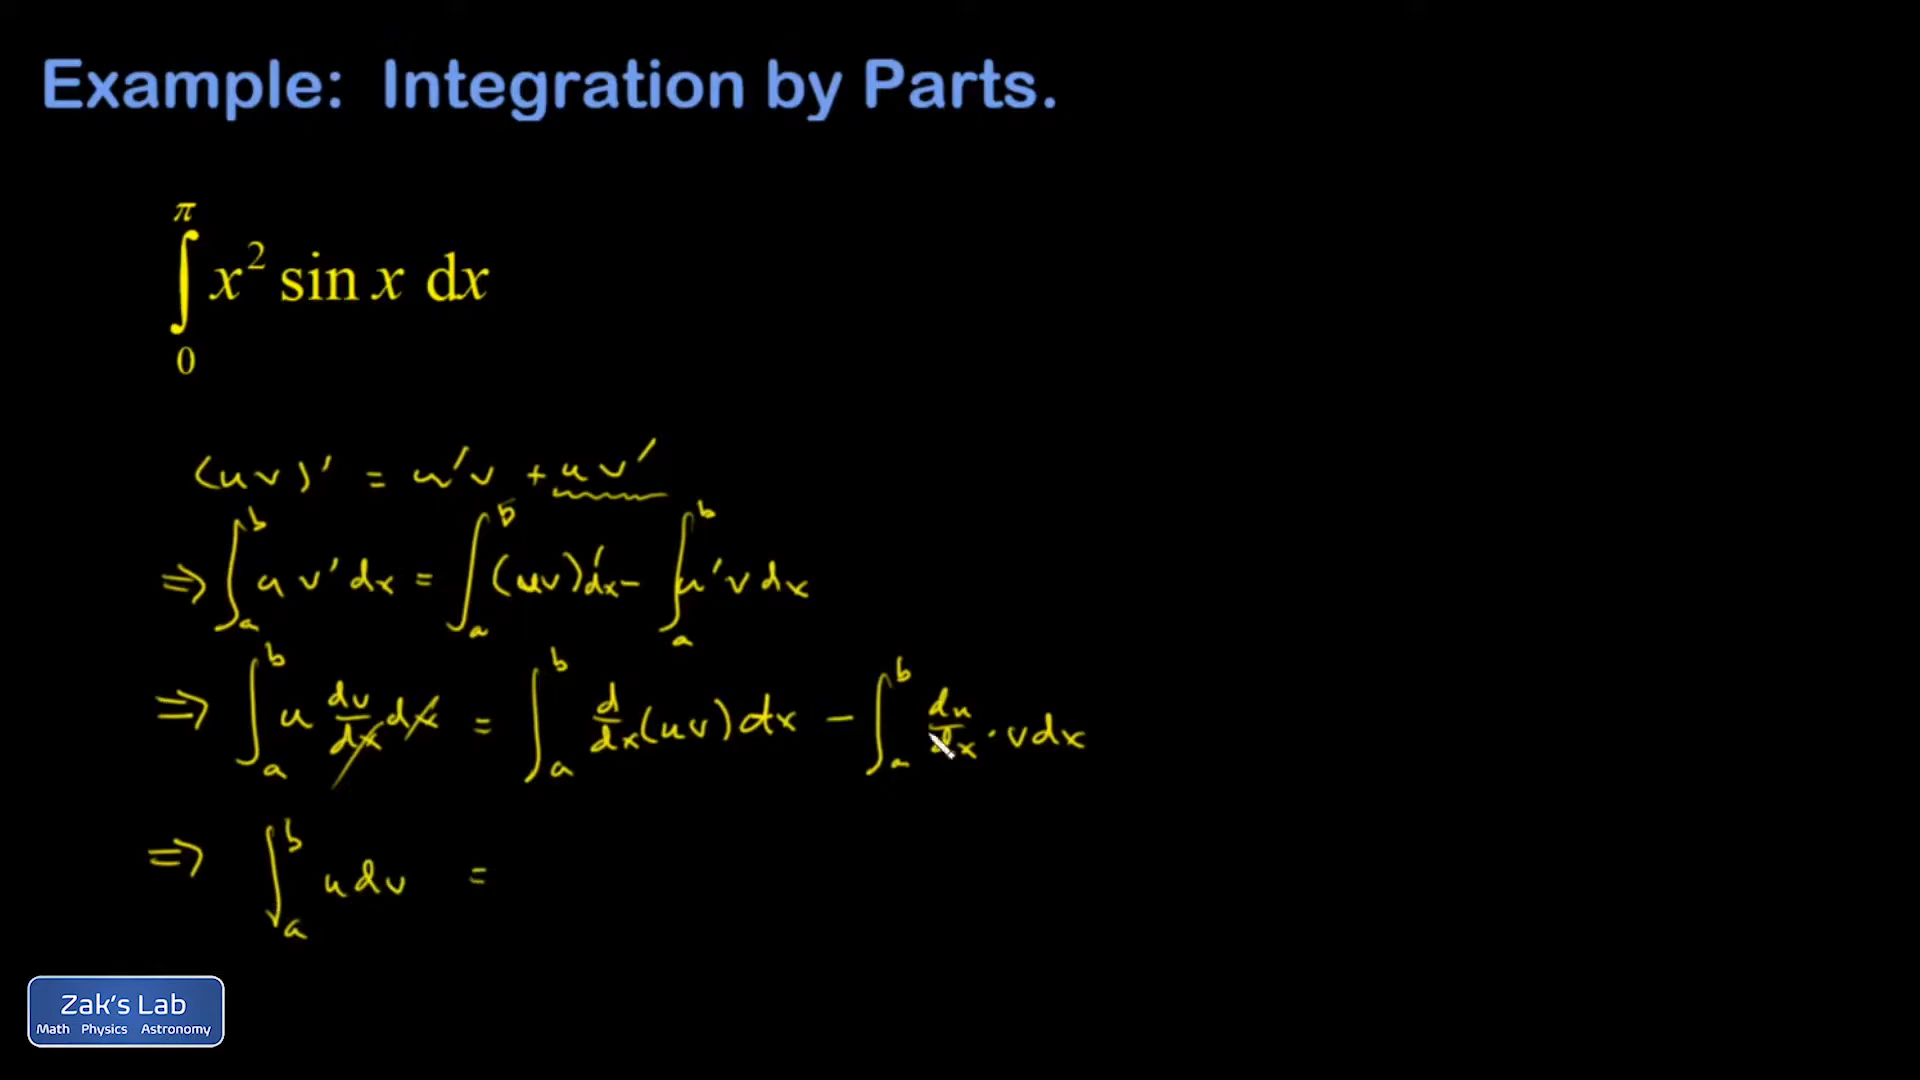 Example: Integration by Parts.
∫₀^π x² sin x dx
(uv)' = u'v + uv'
⇒ ∫ₐᵇ u v' dx = ∫ₐᵇ (uv)' dx − ∫ₐᵇ u'v dx
⇒ ∫ₐᵇ u dv/dx dx = ∫ₐᵇ d/dx (uv) dx − ∫ₐᵇ du/dx · v dx
⇒ ∫ₐᵇ u dv =
Zak's Lab
Math Physics Astronomy